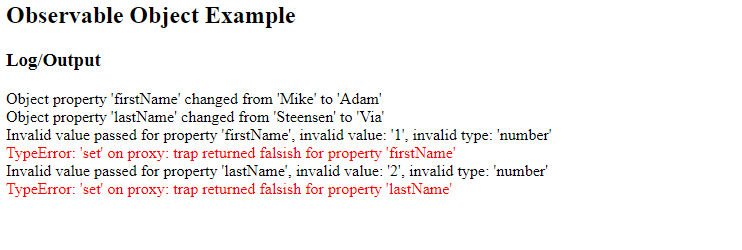 Observable Object Example
Log/Output
Object property 'firstName' changed from 'Mike' to 'Adam'
Object property 'lastName' changed from 'Steensen' to 'Via'
Invalid value passed for property 'firstName', invalid value: '1', invalid type: 'number'
TypeError: 'set' on proxy: trap returned falsish for property 'firstName'
Invalid value passed for property 'lastName', invalid value: '2', invalid type: 'number'
TypeError: 'set' on proxy: trap returned falsish for property 'lastName'